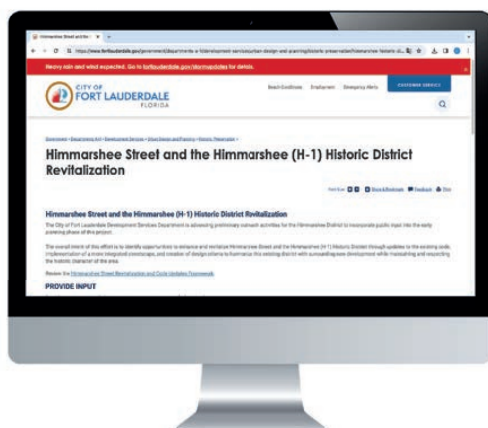 Himmarshee Street and the Him
Heavy rain and wind expected. Go to fortlauderdale.gov/stormupdates for details.
CITY OF
FORT LAUDERDALE
FLORIDA
Beach Conditions Employment Emergency Alerts CUSTOMER SERVICE
Himmarshee Street and the Himmarshee (H-1) Historic District
Revitalization
Font Size: Share & Bookmark Feedback Print
Himmarshee Street and the Himmarshee (H-1) Historic District Revitalization
The City of Fort Lauderdale Development Services Department is advancing preliminary outreach activities for the Himmarshee District to incorporate public input into the early
planning phase of this project.
The overall intent of this effort is to identify opportunities to enhance and revitalize Himmarshee Street and the Himmarshee (H-1) Historic District through updates to the existing code,
implementation of a more integrated streetscape, and creation of design criteria to harmonize this existing district with surrounding new development while maintaining and respecting
the historic character of the area.
Review the Himmarshee Street Revitalization and Code Updates Framework.
PROVIDE INPUT